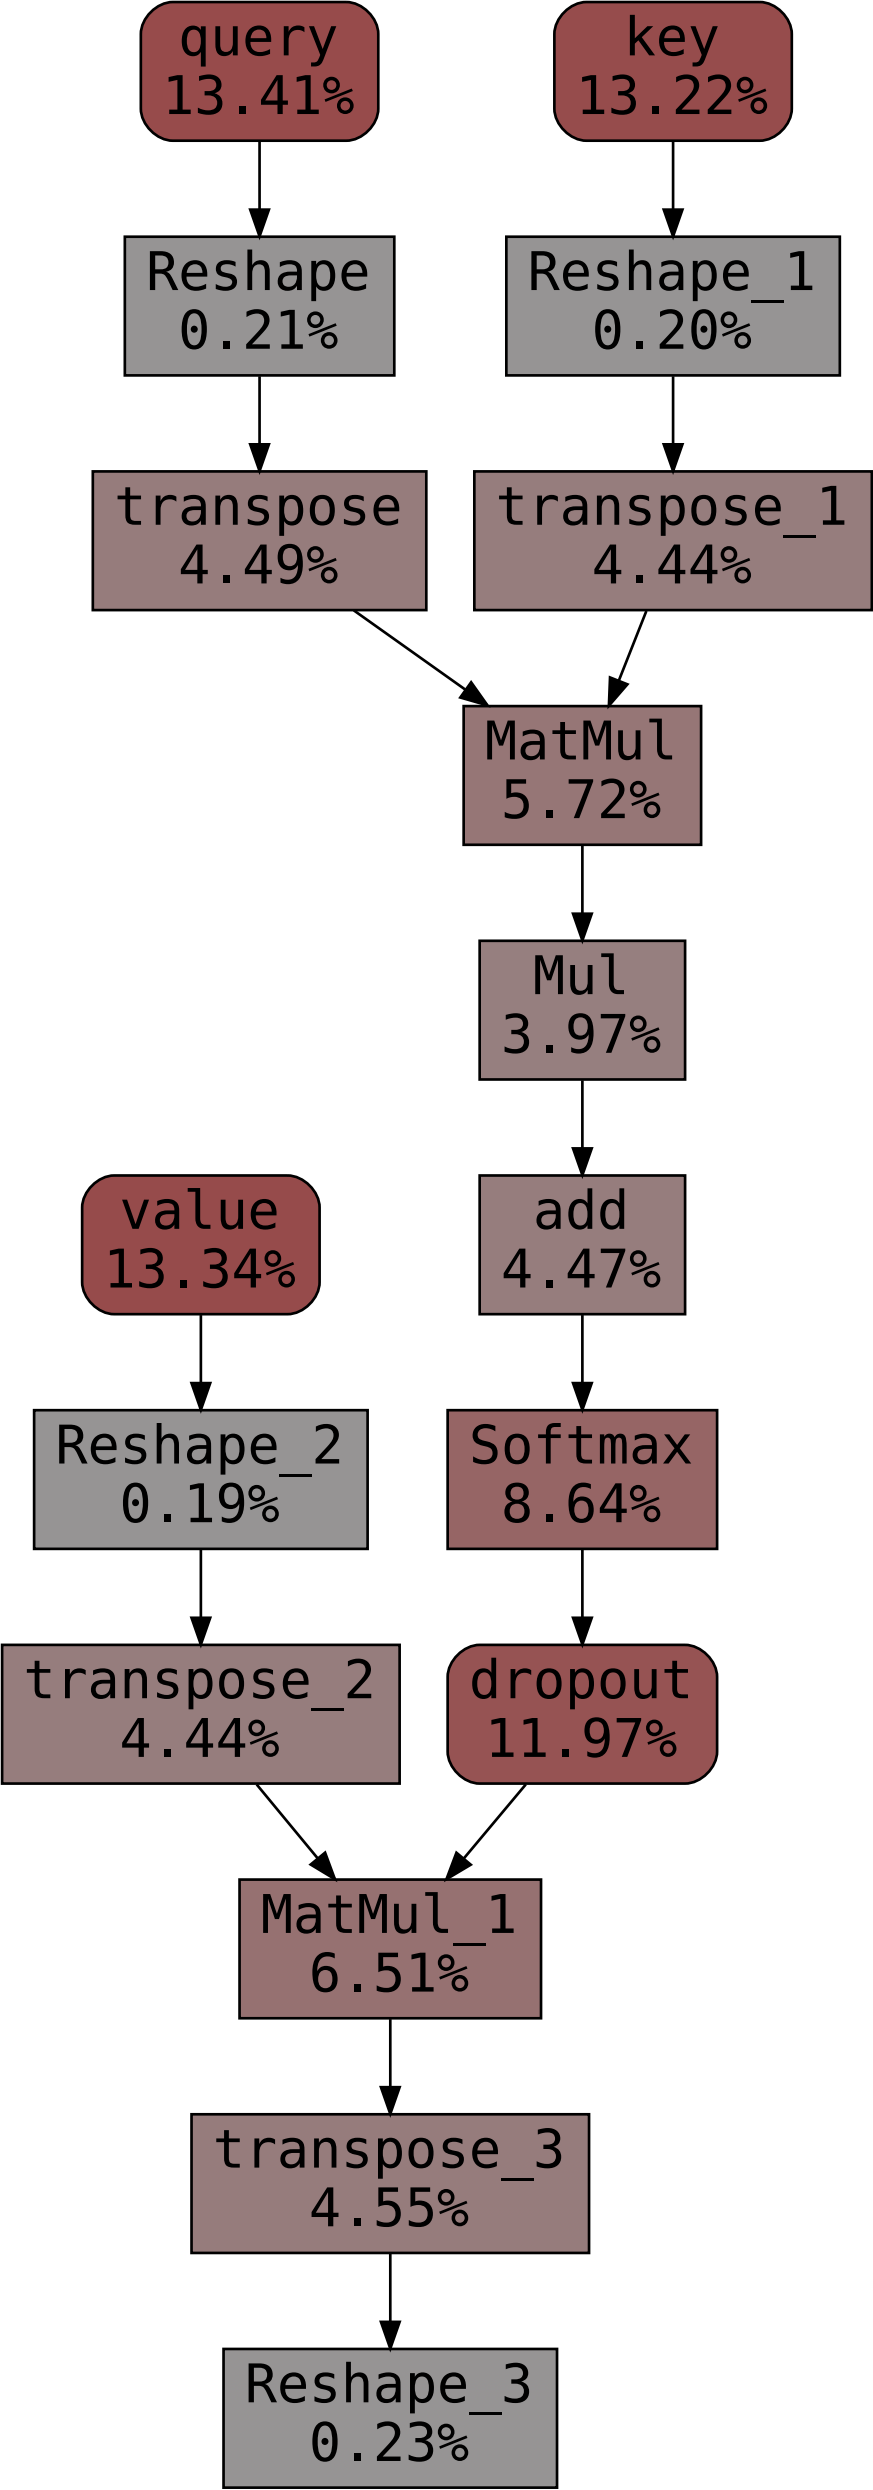 query
13.41%
key
13.22%
Reshape
0.21%
Reshape_1
0.20%
transpose
4.49%
transpose_1
4.44%
MatMul
5.72%
Mul
3.97%
add
4.47%
value
13.34%
Softmax
8.64%
Reshape_2
0.19%
dropout
11.97%
transpose_2
4.44%
MatMul_1
6.51%
transpose_3
4.55%
Reshape_3
0.23%